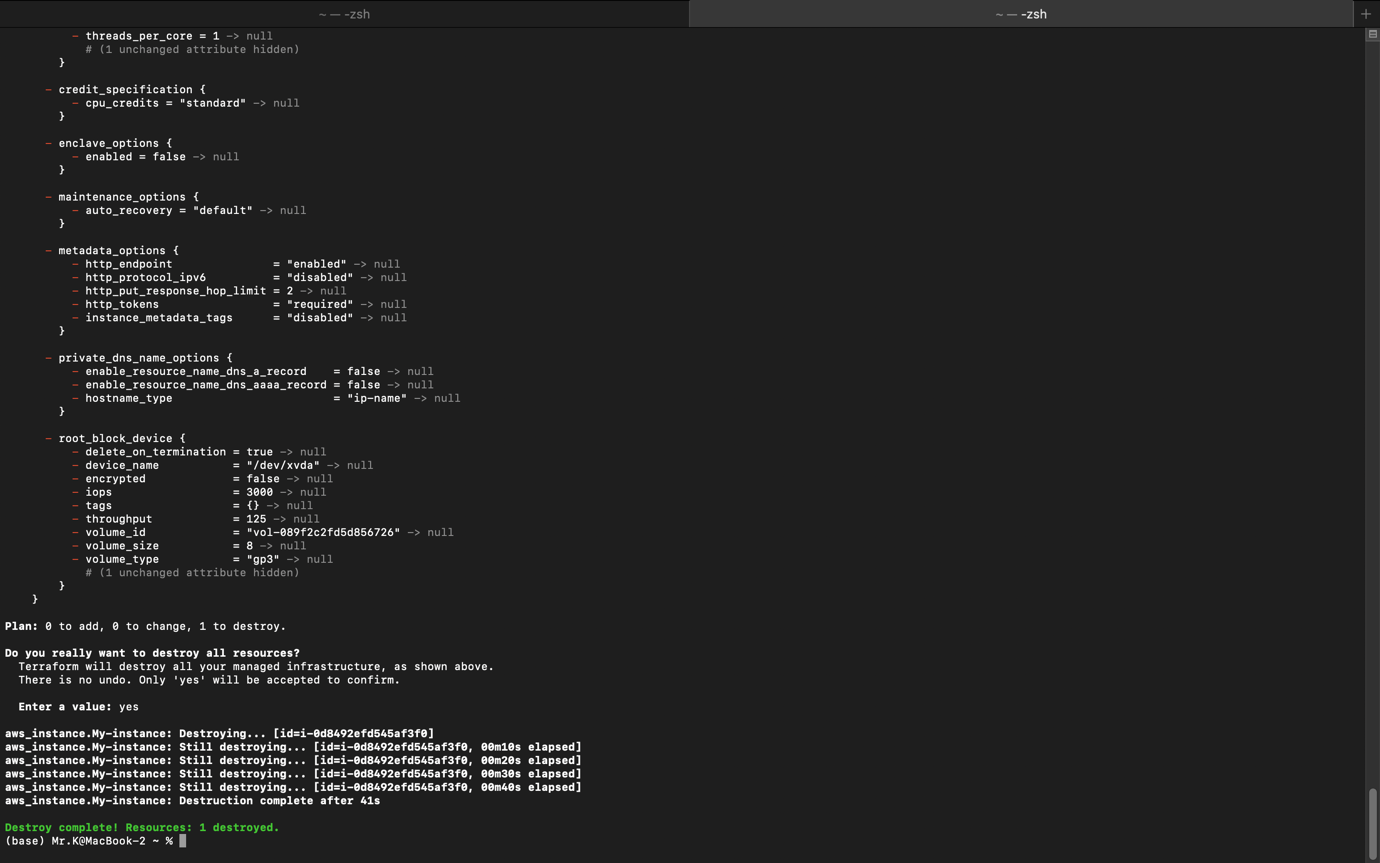 ~ — -zsh
~ — -zsh
+
- threads_per_core = 1 -> null
# (1 unchanged attribute hidden)
}
- credit_specification {
- cpu_credits = "standard" -> null
}
- enclave_options {
- enabled = false -> null
}
- maintenance_options {
- auto_recovery = "default" -> null
}
- metadata_options {
- http_endpoint               = "enabled" -> null
- http_protocol_ipv6          = "disabled" -> null
- http_put_response_hop_limit = 2 -> null
- http_tokens                 = "required" -> null
- instance_metadata_tags      = "disabled" -> null
}
- private_dns_name_options {
- enable_resource_name_dns_a_record    = false -> null
- enable_resource_name_dns_aaaa_record = false -> null
- hostname_type                        = "ip-name" -> null
}
- root_block_device {
- delete_on_termination = true -> null
- device_name           = "/dev/xvda" -> null
- encrypted             = false -> null
- iops                  = 3000 -> null
- tags                  = {} -> null
- throughput            = 125 -> null
- volume_id             = "vol-089f2c2fd5d856726" -> null
- volume_size           = 8 -> null
- volume_type           = "gp3" -> null
# (1 unchanged attribute hidden)
}
}
Plan: 0 to add, 0 to change, 1 to destroy.
Do you really want to destroy all resources?
Terraform will destroy all your managed infrastructure, as shown above.
There is no undo. Only 'yes' will be accepted to confirm.
Enter a value: yes
aws_instance.My-instance: Destroying... [id=i-0d8492efd545af3f0]
aws_instance.My-instance: Still destroying... [id=i-0d8492efd545af3f0, 00m10s elapsed]
aws_instance.My-instance: Still destroying... [id=i-0d8492efd545af3f0, 00m20s elapsed]
aws_instance.My-instance: Still destroying... [id=i-0d8492efd545af3f0, 00m30s elapsed]
aws_instance.My-instance: Still destroying... [id=i-0d8492efd545af3f0, 00m40s elapsed]
aws_instance.My-instance: Destruction complete after 41s
Destroy complete! Resources: 1 destroyed.
(base) Mr.K@MacBook-2 ~ %